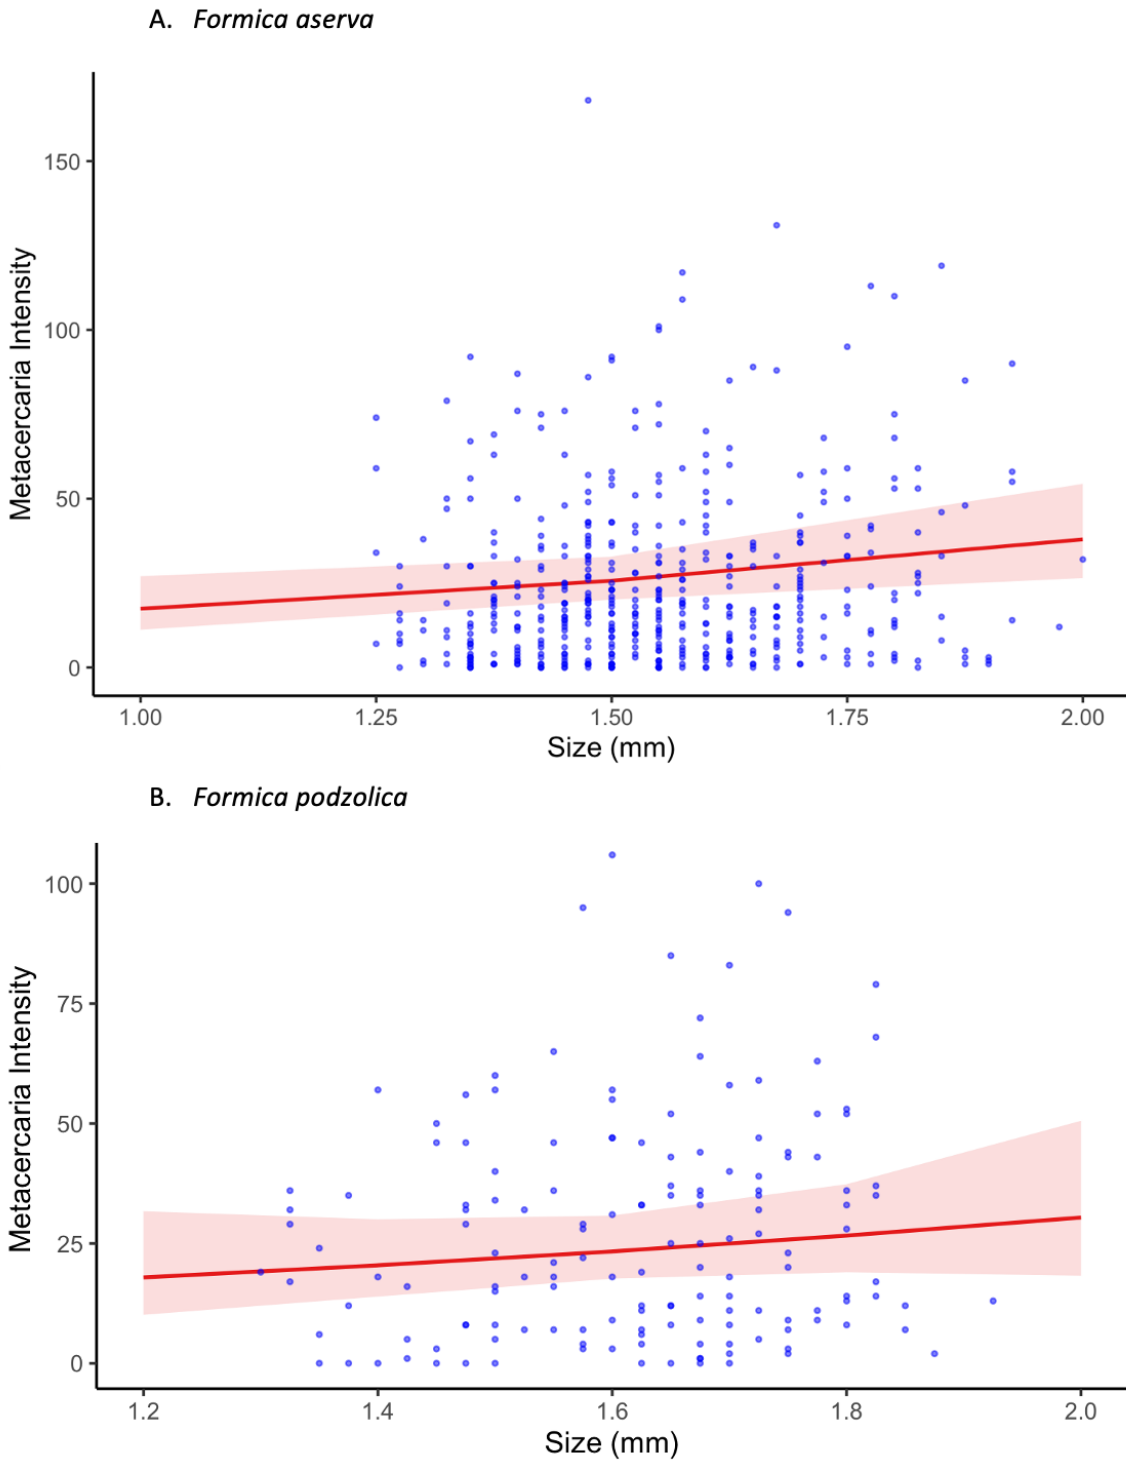 A. Formica aserva
150
100
50
0
Metacercaria Intensity
1.00 1.25 1.50 1.75 2.00
Size (mm)
B. Formica podzolica
100
75
50
25
0
Metacercaria Intensity
1.2 1.4 1.6 1.8 2.0
Size (mm)